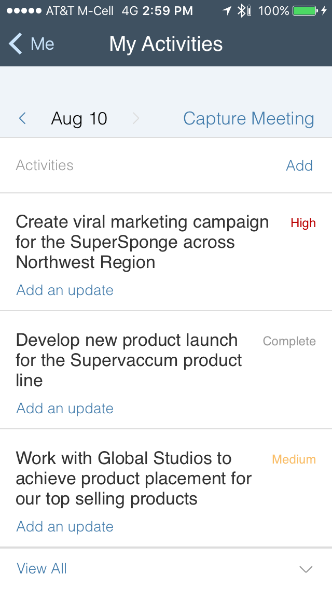 AT&T M-Cell 4G 2:59 PM 100%
Me My Activities
Aug 10 Capture Meeting
Activities Add
Create viral marketing campaign High
for the SuperSponge across
Northwest Region
Add an update
Develop new product launch Complete
for the Supervaccum product
line
Add an update
Work with Global Studios to Medium
achieve product placement for
our top selling products
Add an update
View All